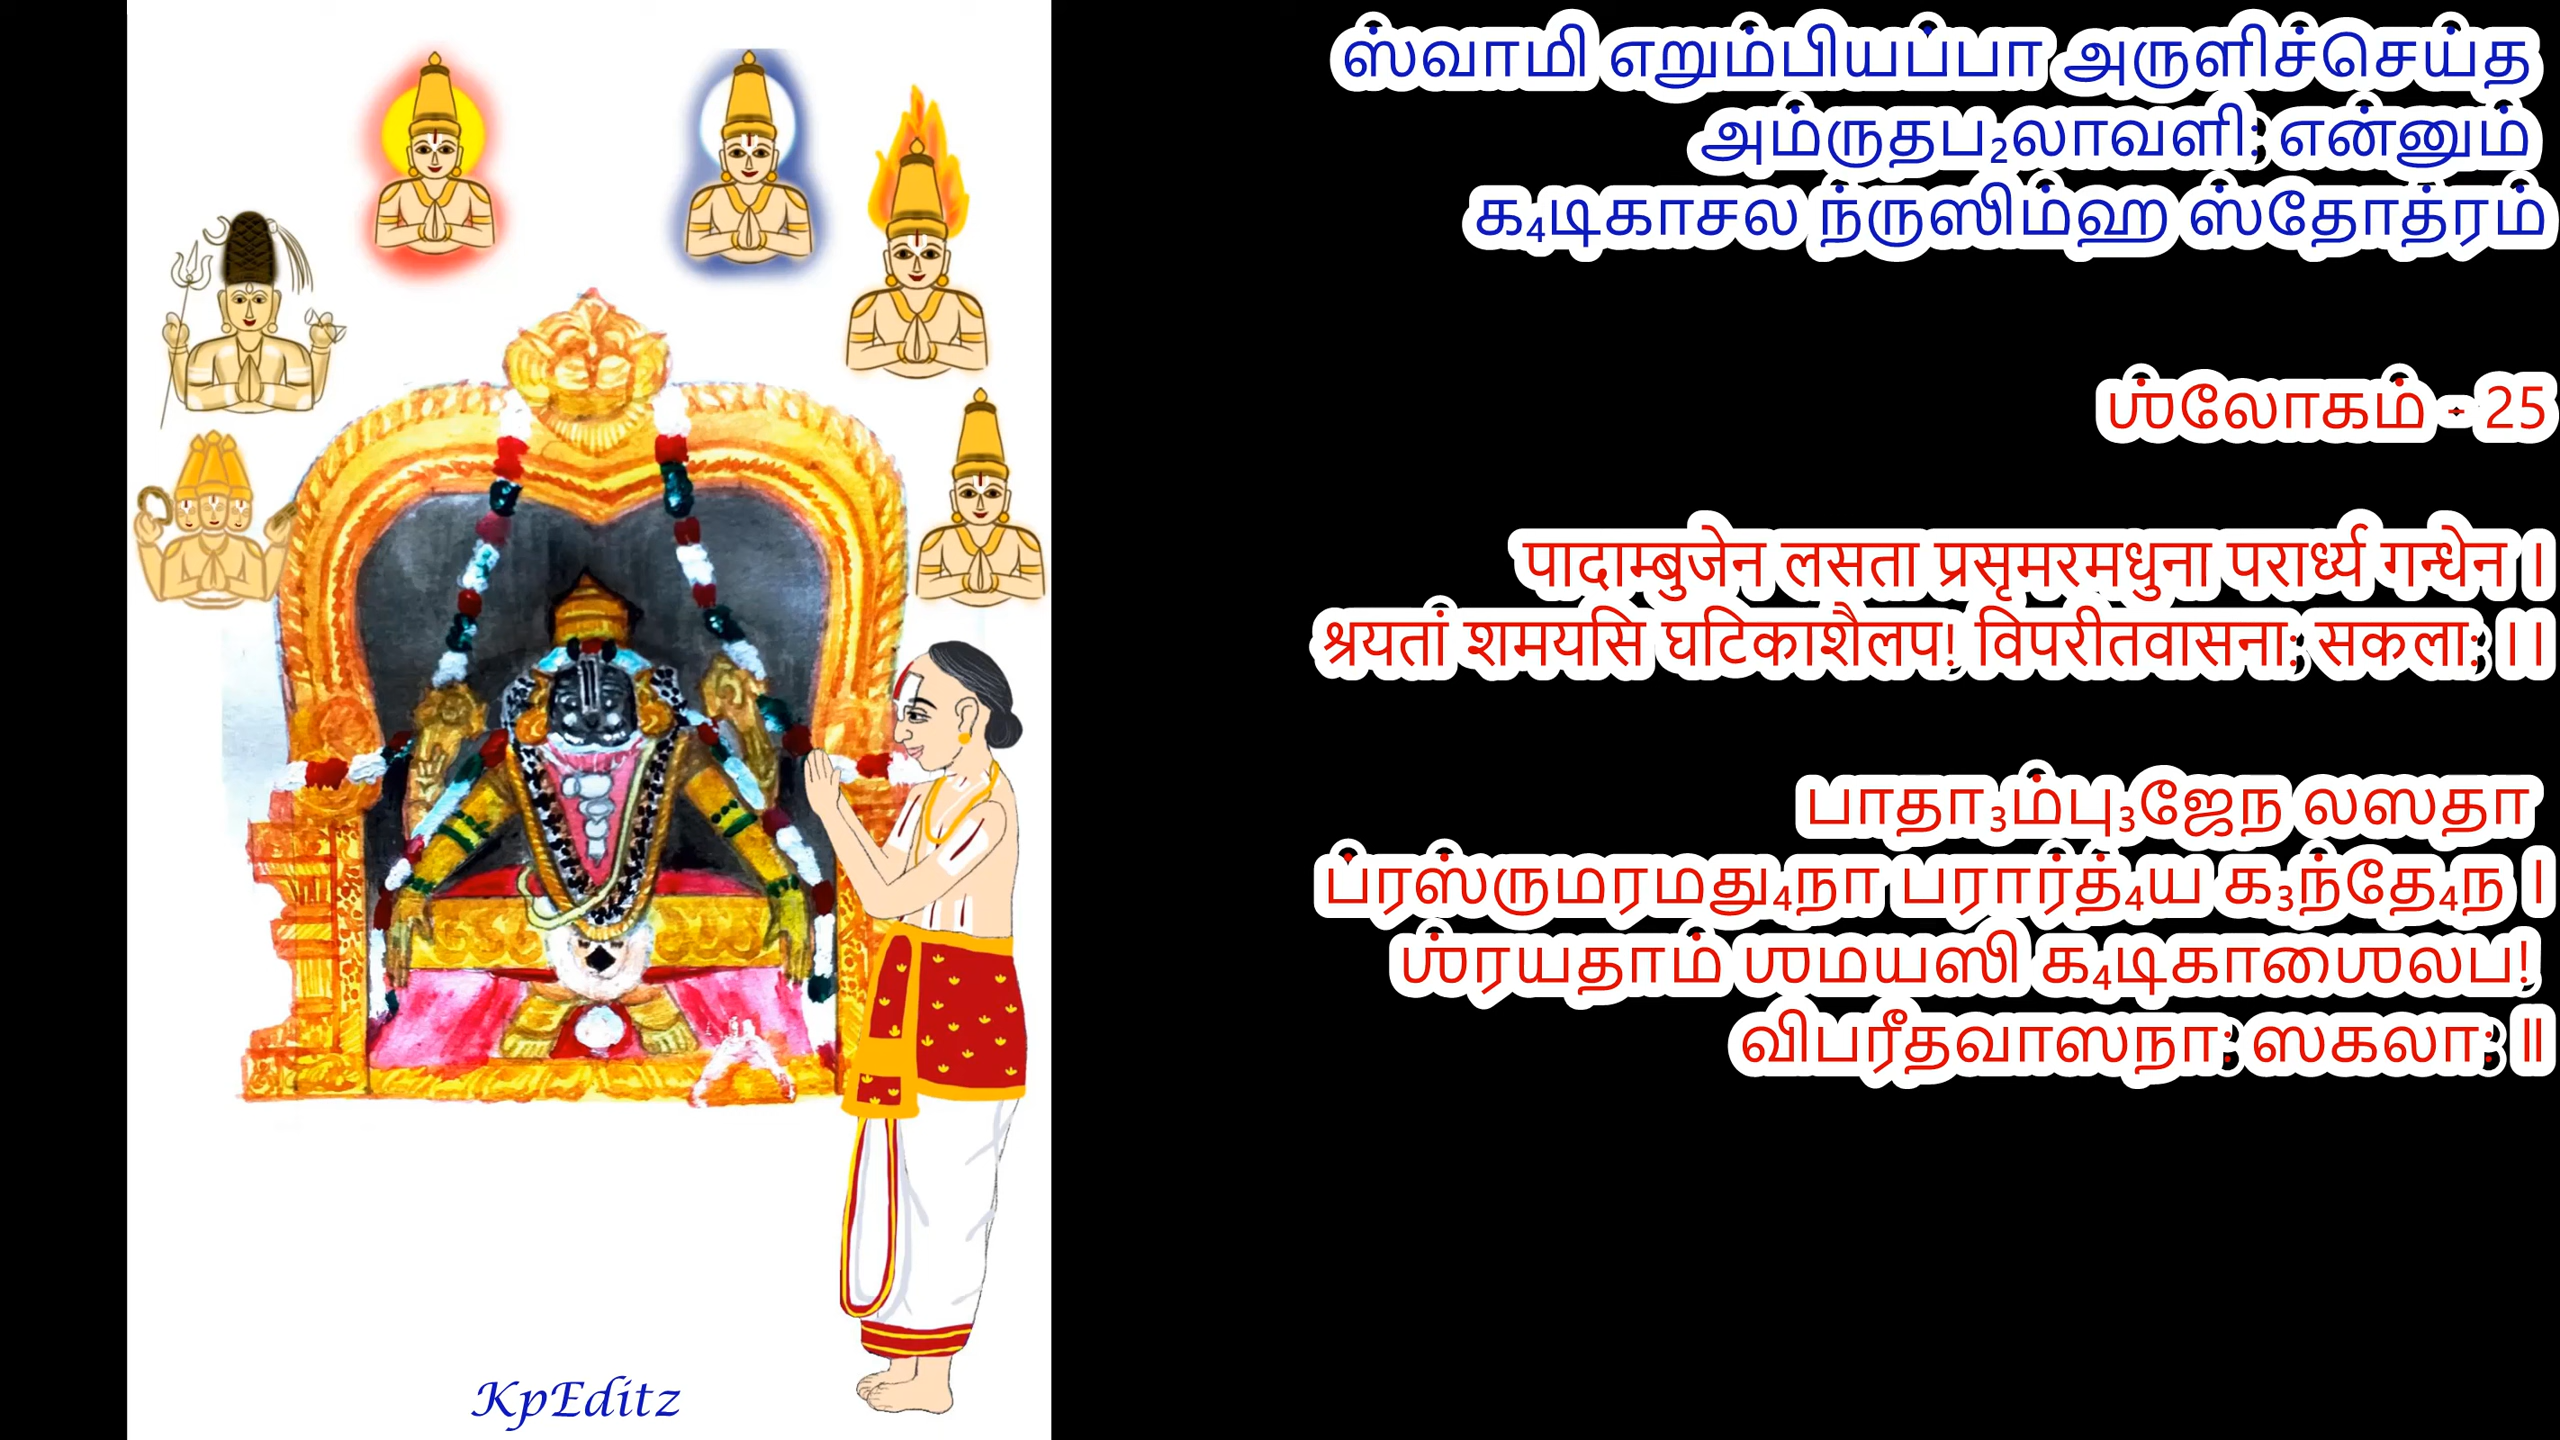 ஸ்வாமி எறும்பியப்பா அருளிச்செய்த
அம்ருதப₂லாவளி: என்னும்
க₄டிகாசல ந்ருஸிம்ஹ ஸ்தோத்ரம்
ஶ்லோகம் - 25
पादाम्बुजेन लसता प्रसृमरमधुना परार्ध्य गन्धेन ।
श्रयतां शमयसि घटिकाशैलप! विपरीतवासना: सकला: ।।
பாதா₃ம்பு₃ஜேந லஸதா
ப்ரஸ்ருமரமது₄நா பரார்த்₄ய க₃ந்தே₄ந ।
ஶ்ரயதாம் ஶமயஸி க₄டிகாஶைலப!
விபரீதவாஸநா: ஸகலா: ॥
KpEditz